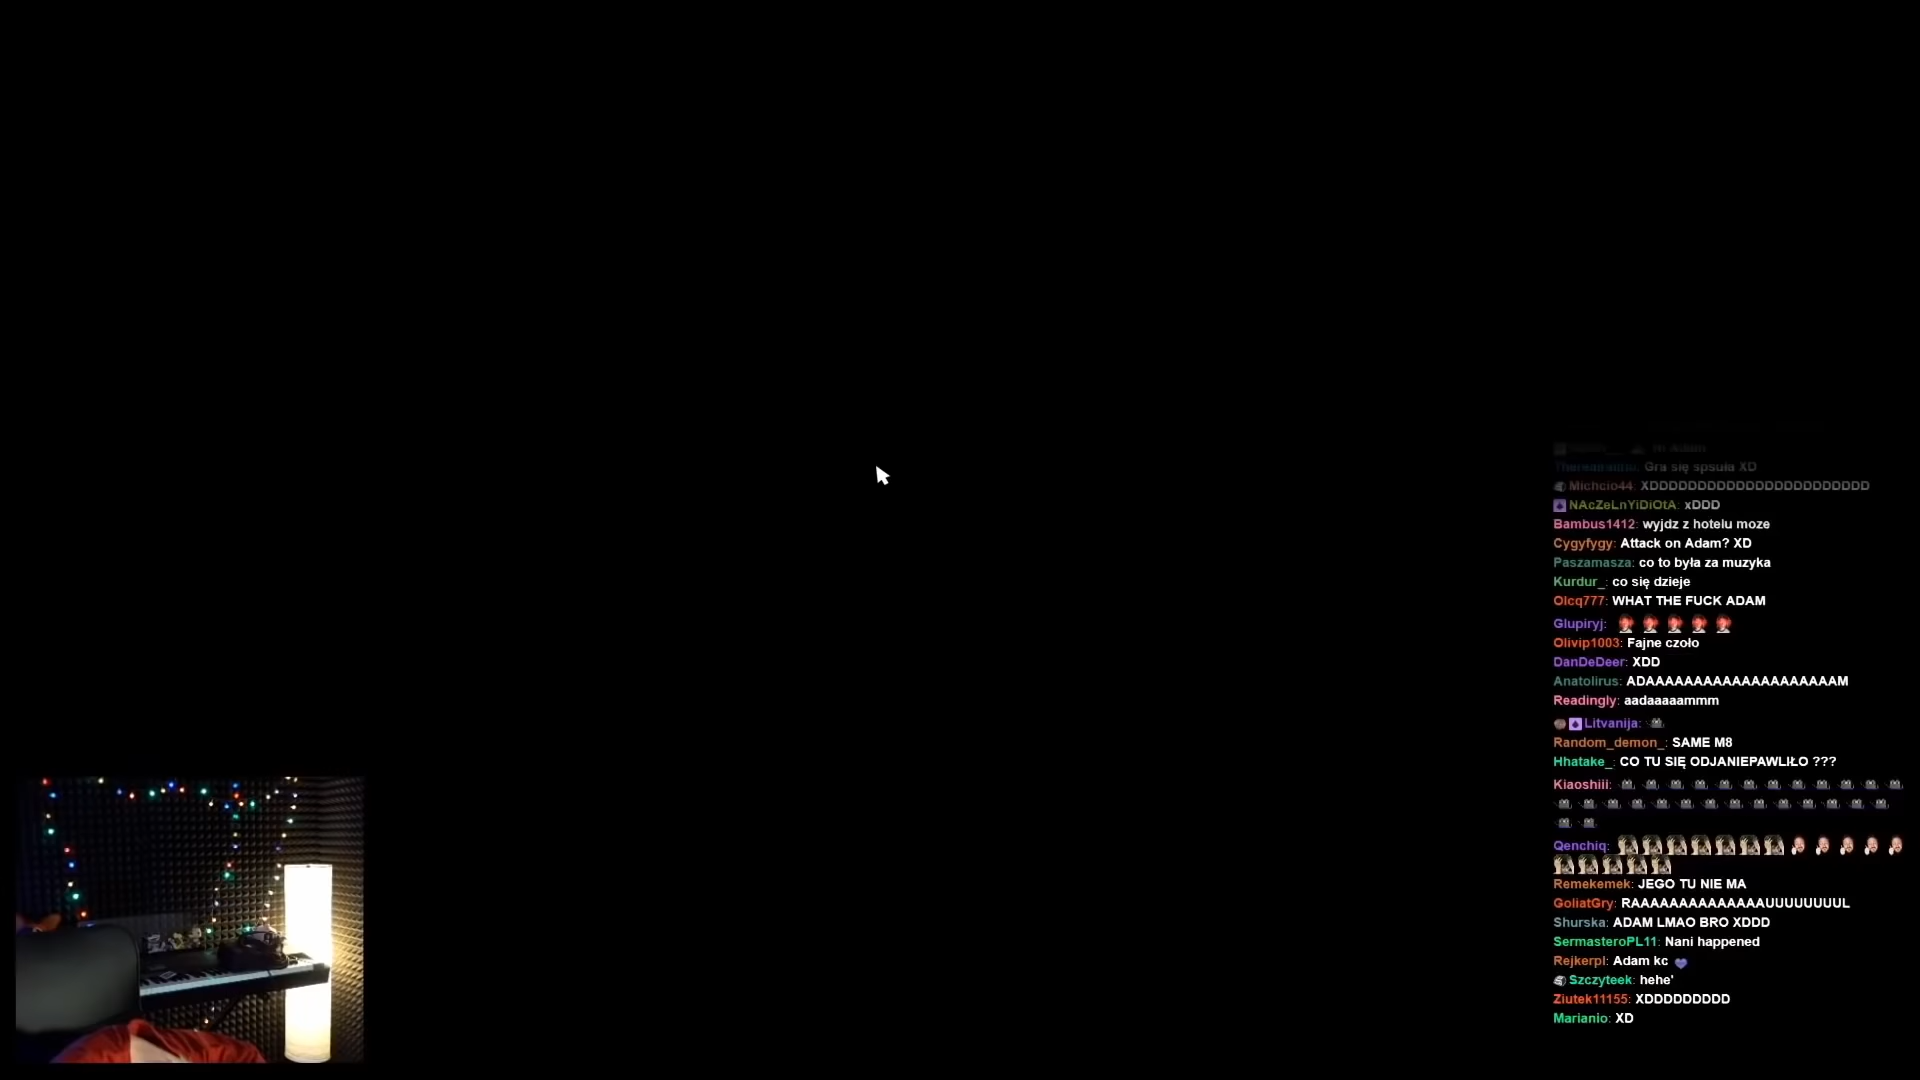 Gra się spsuła XD
Michcio44: XDDDDDDDDDDDDDDDDDDDDDDDD
NAcZeLnYiDiOtA: xDDD
Bambus1412: wyjdz z hotelu moze
Cygyfygy: Attack on Adam? XD
Paszamasza: co to była za muzyka
Kurdur_: co się dzieje
Olcq777: WHAT THE FUCK ADAM
Glupiryj:
Olivip1003: Fajne czoło
DanDeDeer: XDD
Anatolirus: ADAAAAAAAAAAAAAAAAAAAAM
Readingly: aadaaaaammm
Litvanija:
Random_demon_: SAME M8
Hhatake_: CO TU SIĘ ODJANIEPAWLIŁO ???
Kiaoshiii:
Qenchiq:
Remekemek: JEGO TU NIE MA
GoliatGry: RAAAAAAAAAAAAAAUUUUUUUUL
Shurska: ADAM LMAO BRO XDDD
SermasteroPL11: Nani happened
Rejkerpl: Adam kc
Szczyteek: hehe'
Ziutek11155: XDDDDDDDDD
Marianio: XD